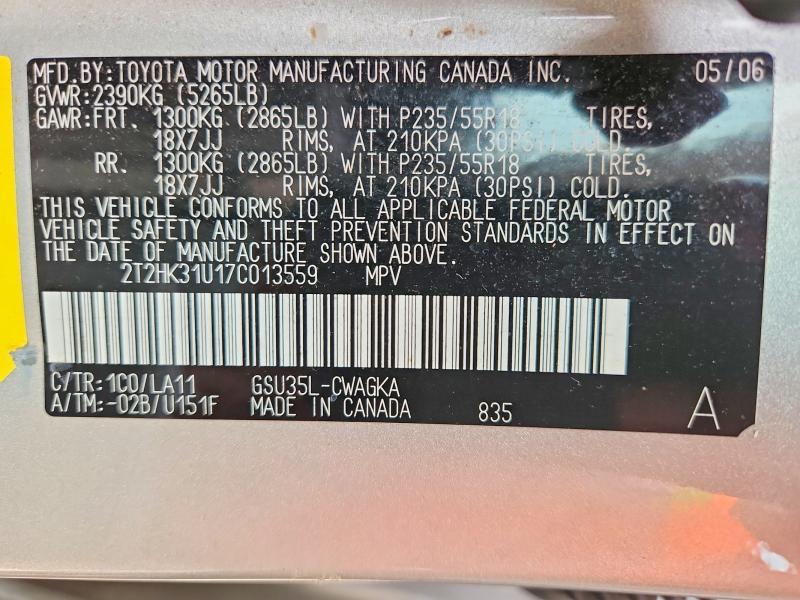 MFD.BY:TOYOTA MOTOR MANUFACTURING CANADA INC. 05/06
GVWR:2390KG (5265LB)
GAWR:FRT. 1300KG (2865LB) WITH P235/55R18 TIRES,
18X7JJ RIMS, AT 210KPA (30PSI) COLD.
RR. 1300KG (2865LB) WITH P235/55R18 TIRES,
18X7JJ RIMS, AT 210KPA (30PSI) COLD.
THIS VEHICLE CONFORMS TO ALL APPLICABLE FEDERAL MOTOR
VEHICLE SAFETY AND THEFT PREVENTION STANDARDS IN EFFECT ON
THE DATE OF MANUFACTURE SHOWN ABOVE.
2T2HK31U17C013559 MPV
C/TR:1C0/LA11 GSU35L-CWAGKA
A/TM:-02B/U151F MADE IN CANADA 835 A